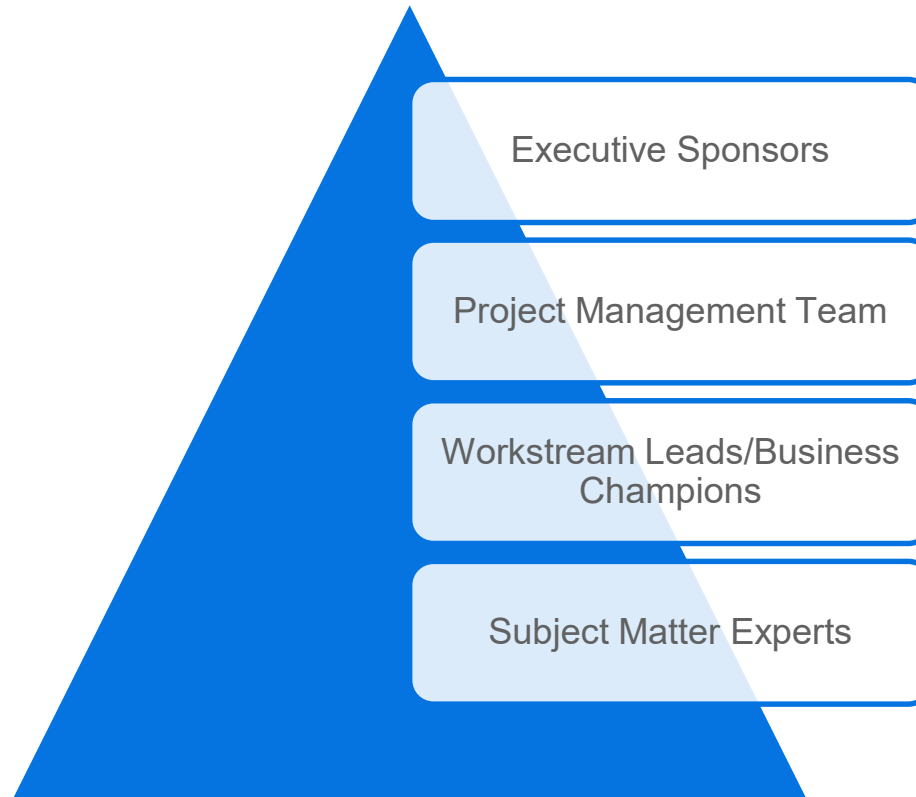 Executive Sponsors
Project Management Team
Workstream Leads/Business
Champions
Subject Matter Experts